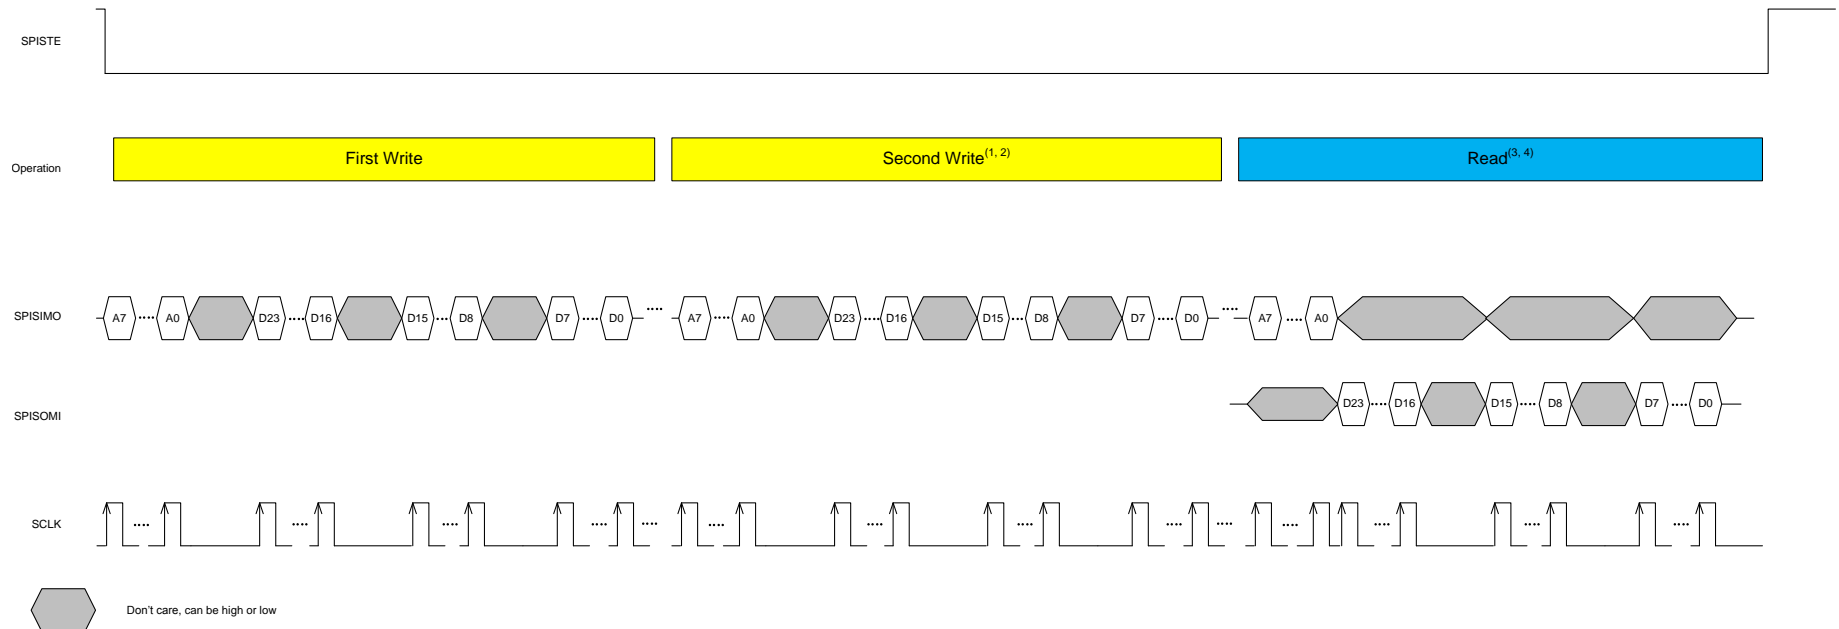 SPISTE
Operation
First Write
Second Write(1, 2)
Read(3, 4)
SPISIMO
A7 .... A0 D23 .... D16 D15 ... D8 D7 .... D0 .... A7 .... A0 D23 .... D16 D15 ... D8 D7 .... D0 .... A7 .... A0
SPISOMI
D23 .... D16 D15 .... D8 D7 .... D0
SCLK
.... .... .... .... .... .... .... .... .... .... .... .... .... ....
Don't care, can be high or low